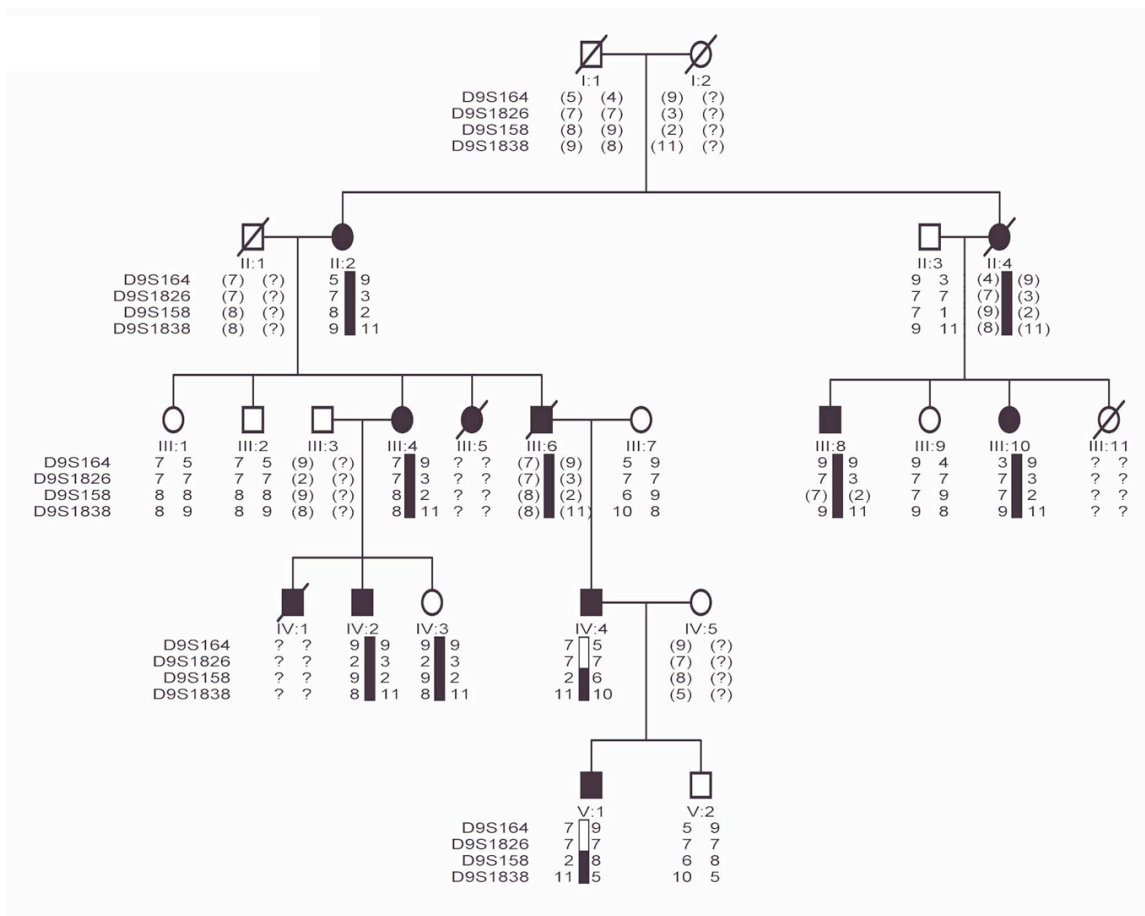 I:1 I:2
D9S164 (5) (4) (9) (?)
D9S1826 (7) (7) (3) (?)
D9S158 (8) (9) (2) (?)
D9S1838 (9) (8) (11) (?)
II:1 II:2 II:3 II:4
D9S164 (7) (?) 5 9 9 3 (4) (9)
D9S1826 (7) (?) 7 3 7 7 (7) (3)
D9S158 (8) (?) 8 2 7 1 (9) (2)
D9S1838 (8) (?) 9 11 9 11 (8) (11)
III:1 III:2 III:3 III:4 III:5 III:6 III:7 III:8 III:9 III:10 III:11
D9S164 7 5 7 5 (9) (?) 7 9 ? ? (7) (9) 5 9 9 9 9 4 3 9 ? ?
D9S1826 7 7 7 7 (2) (?) 7 3 ? ? (7) (3) 7 7 7 3 7 7 7 3 ? ?
D9S158 8 8 8 8 (9) (?) 8 2 ? ? (8) (2) 6 9 (7) (2) 7 9 7 2 ? ?
D9S1838 8 9 8 9 (8) (?) 8 11 ? ? (8) (11) 10 8 9 11 9 8 9 11 ? ?
IV:1 IV:2 IV:3 IV:4 IV:5
D9S164 ? ? 9 9 9 9 7 5 (9) (?)
D9S1826 ? ? 2 3 2 3 7 7 (7) (?)
D9S158 ? ? 9 2 9 2 2 6 (8) (?)
D9S1838 ? ? 8 11 8 11 11 10 (5) (?)
V:1 V:2
D9S164 7 9 5 9
D9S1826 7 7 7 7
D9S158 2 8 6 8
D9S1838 11 5 10 5